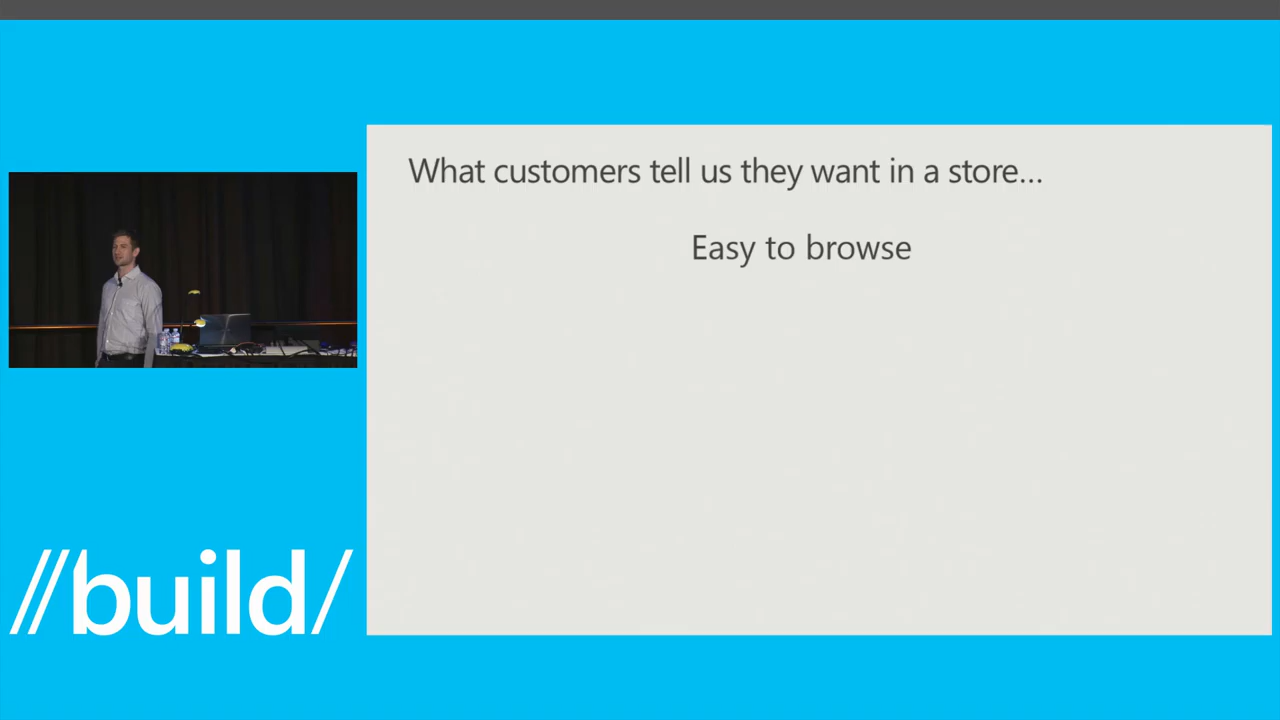 What customers tell us they want in a store...
Easy to browse
//build/